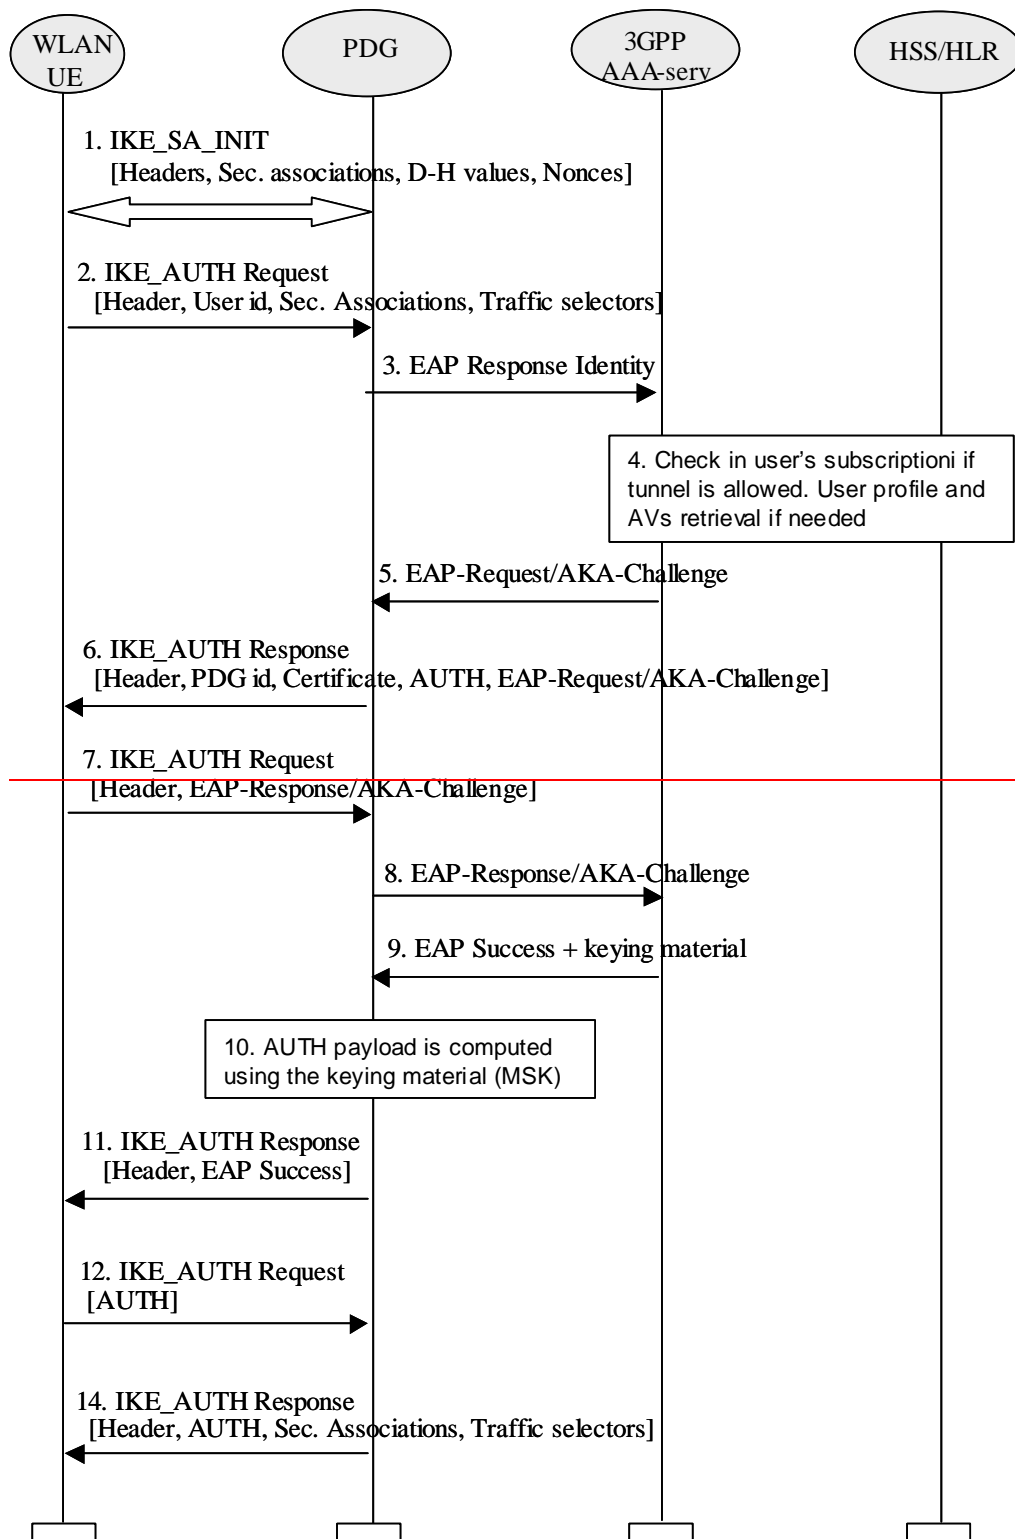 WLAN
UE
PDG
3GPP
AAA-serv
HSS/HLR
1. IKE_SA_INIT
[Headers, Sec. associations, D-H values, Nonces]
2. IKE_AUTH Request
[Header, User id, Sec. Associations, Traffic selectors]
3. EAP Response Identity
4. Check in user's subscriptioni if
tunnel is allowed. User profile and
AVs retrieval if needed
5. EAP-Request/AKA-Challenge
6. IKE_AUTH Response
[Header, PDG id, Certificate, AUTH, EAP-Request/AKA-Challenge]
7. IKE_AUTH Request
[Header, EAP-Response/AKA-Challenge]
8. EAP-Response/AKA-Challenge
9. EAP Success + keying material
10. AUTH payload is computed
using the keying material (MSK)
11. IKE_AUTH Response
[Header, EAP Success]
12. IKE_AUTH Request
[AUTH]
14. IKE_AUTH Response
[Header, AUTH, Sec. Associations, Traffic selectors]